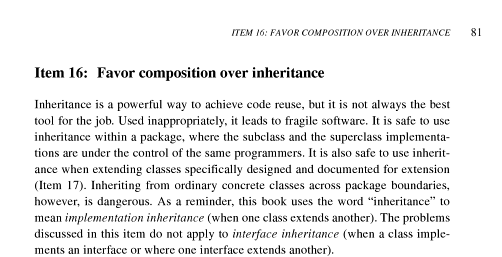 ITEM 16: FAVOR COMPOSITION OVER INHERITANCE 81
Item 16: Favor composition over inheritance
Inheritance is a powerful way to achieve code reuse, but it is not always the best
tool for the job. Used inappropriately, it leads to fragile software. It is safe to use
inheritance within a package, where the subclass and the superclass implementa-
tions are under the control of the same programmers. It is also safe to use inherit-
ance when extending classes specifically designed and documented for extension
(Item 17). Inheriting from ordinary concrete classes across package boundaries,
however, is dangerous. As a reminder, this book uses the word “inheritance” to
mean implementation inheritance (when one class extends another). The problems
discussed in this item do not apply to interface inheritance (when a class imple-
ments an interface or where one interface extends another).